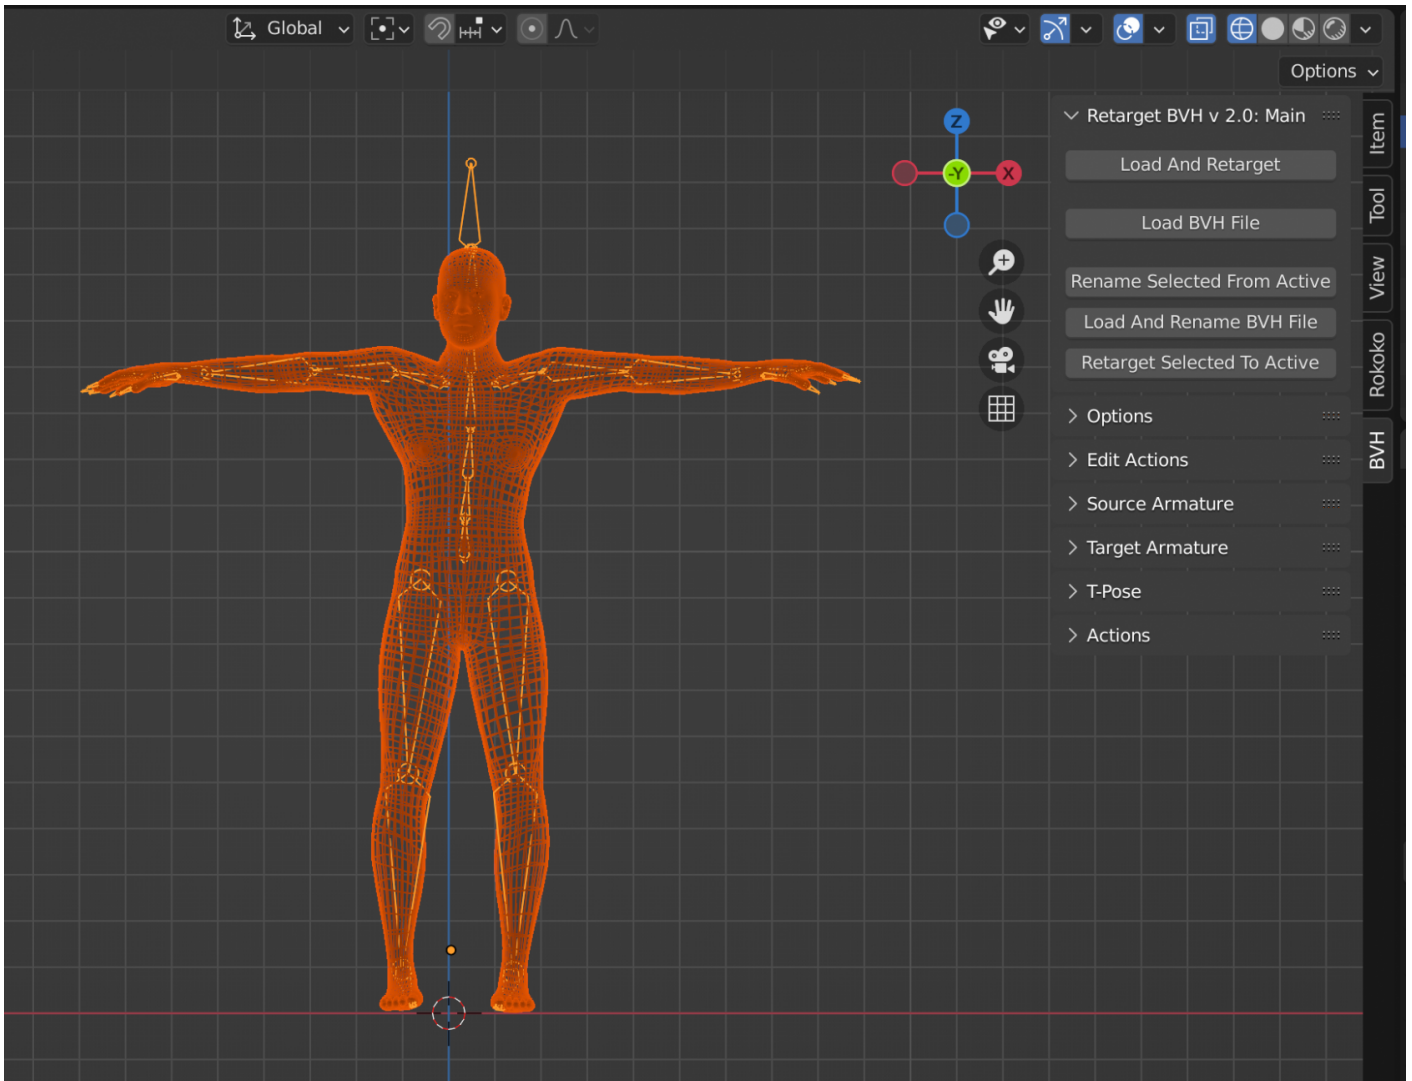 Global
Options
Z
-Y
X
Retarget BVH v 2.0: Main
Load And Retarget
Load BVH File
Rename Selected From Active
Load And Rename BVH File
Retarget Selected To Active
Options
Edit Actions
Source Armature
Target Armature
T-Pose
Actions
Item
Tool
View
Rokoko
BVH